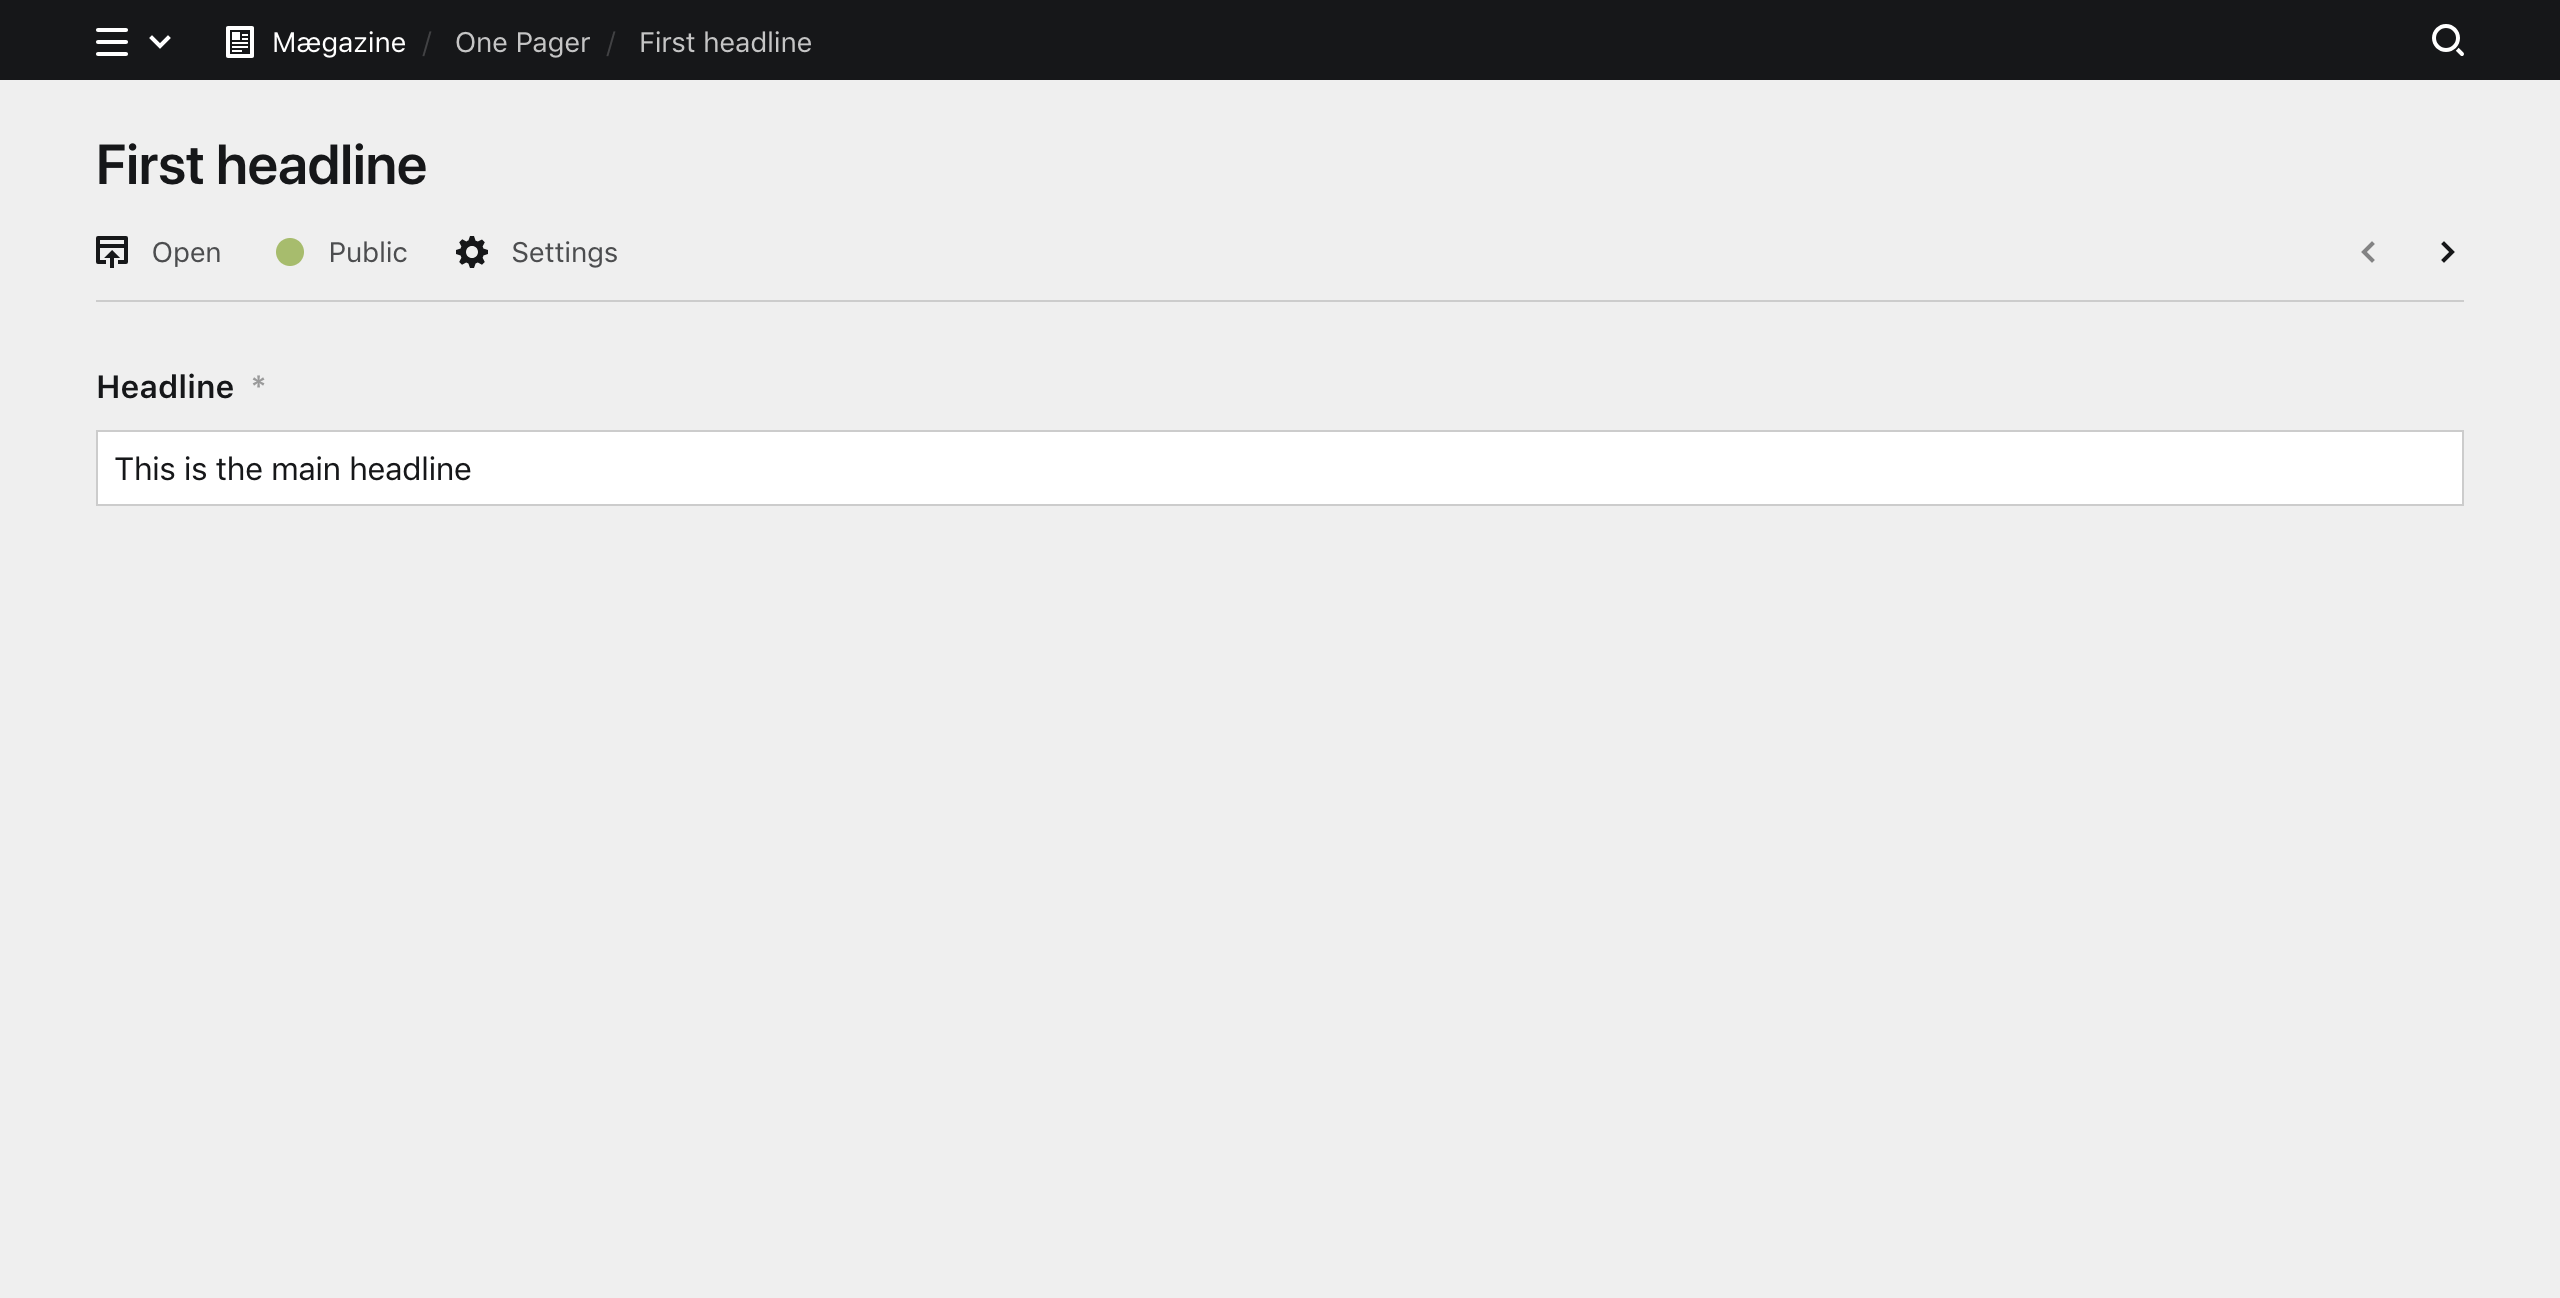 Mægazine / One Pager / First headline
First headline
Open Public Settings
Headline *
This is the main headline